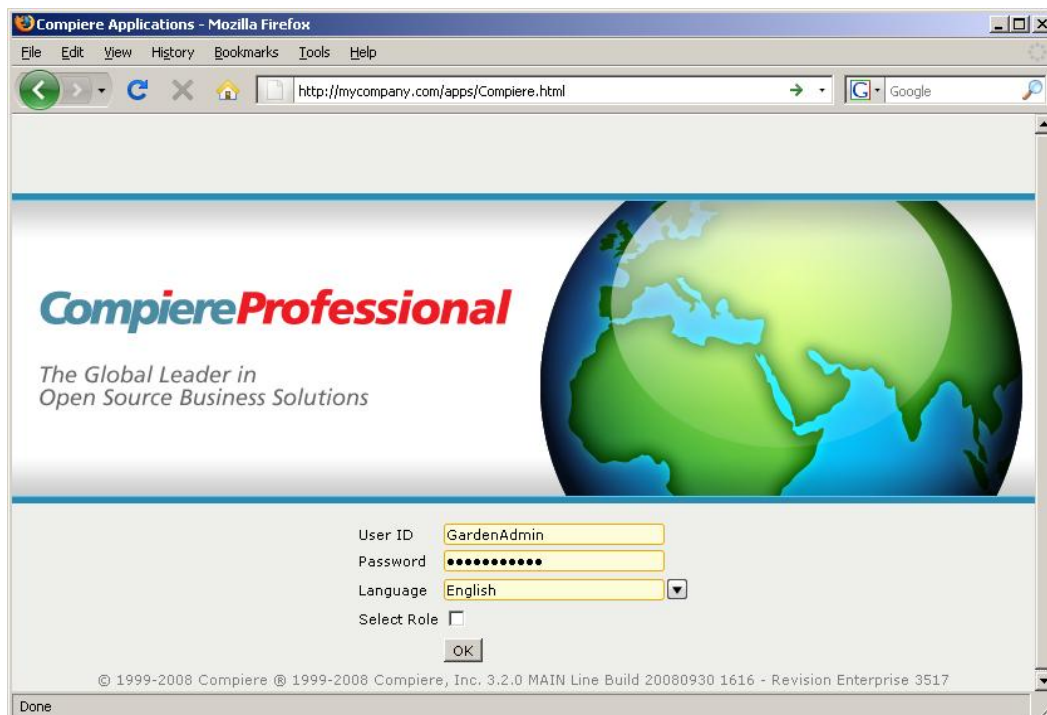 Compiere Applications - Mozilla Firefox
File Edit View History Bookmarks Tools Help
http://mycompany.com/apps/Compiere.html
G Google
CompiereProfessional
The Global Leader in
Open Source Business Solutions
User ID GardenAdmin
Password ●●●●●●●●●●●
Language English
Select Role
OK
© 1999-2008 Compiere ® 1999-2008 Compiere, Inc. 3.2.0 MAIN Line Build 20080930 1616 - Revision Enterprise 3517
Done